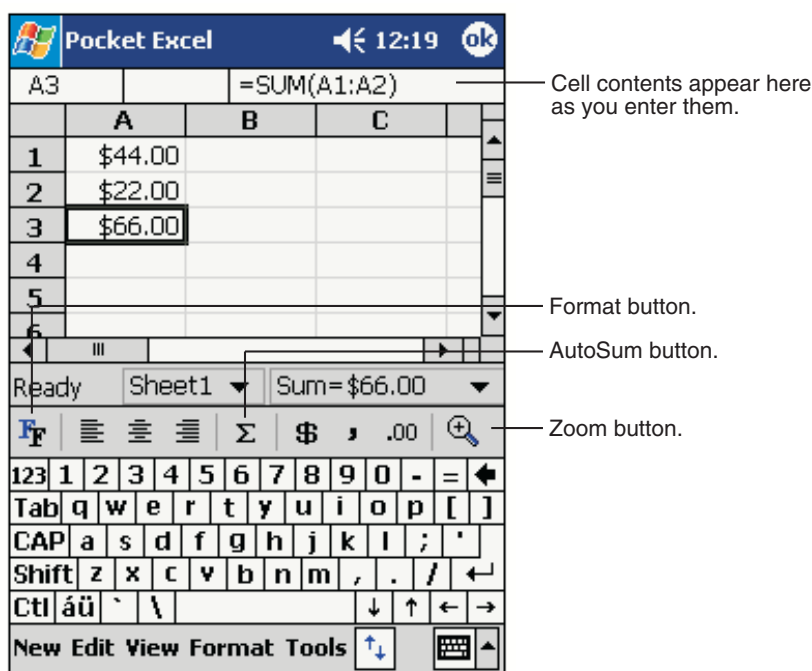 Pocket Excel 12:19 ok
A3 =SUM(A1:A2)
Cell contents appear here
as you enter them.
A B C
1 $44.00
2 $22.00
3 $66.00
4
5
6
Format button.
AutoSum button.
Ready Sheet1 Sum=$66.00
FF Σ $ , .00
Zoom button.
123 1 2 3 4 5 6 7 8 9 0 - =
Tab q w e r t y u i o p [ ]
CAP a s d f g h j k l ; '
Shift z x c v b n m , . /
Ctl áü ` \ ↓ ↑ ← →
New Edit View Format Tools